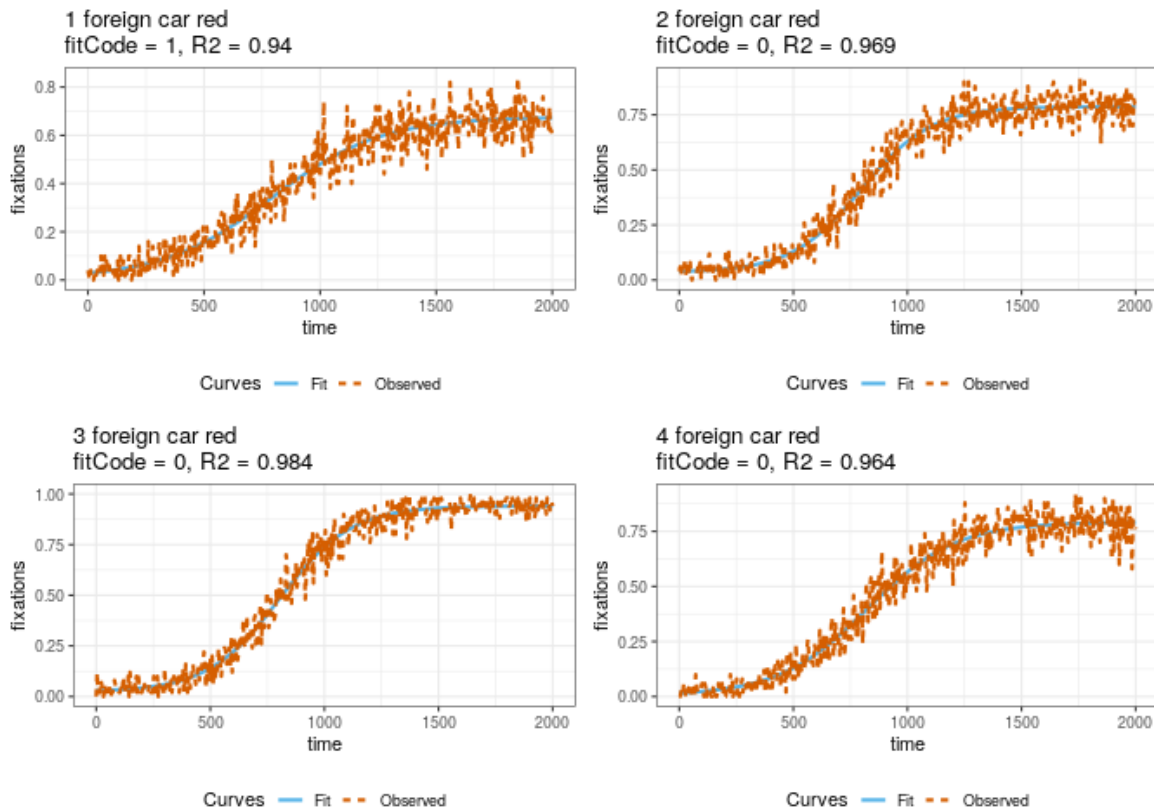 1 foreign car red
fitCode = 1, R2 = 0.94
0.8
0.6
0.4
0.2
0.0
fixations
0 500 1000 1500 2000
time
Curves Fit Observed
2 foreign car red
fitCode = 0, R2 = 0.969
0.75
0.50
0.25
0.00
fixations
0 500 1000 1500 2000
time
Curves Fit Observed
3 foreign car red
fitCode = 0, R2 = 0.984
1.00
0.75
0.50
0.25
0.00
fixations
0 500 1000 1500 2000
time
Curves Fit Observed
4 foreign car red
fitCode = 0, R2 = 0.964
0.75
0.50
0.25
0.00
fixations
0 500 1000 1500 2000
time
Curves Fit Observed